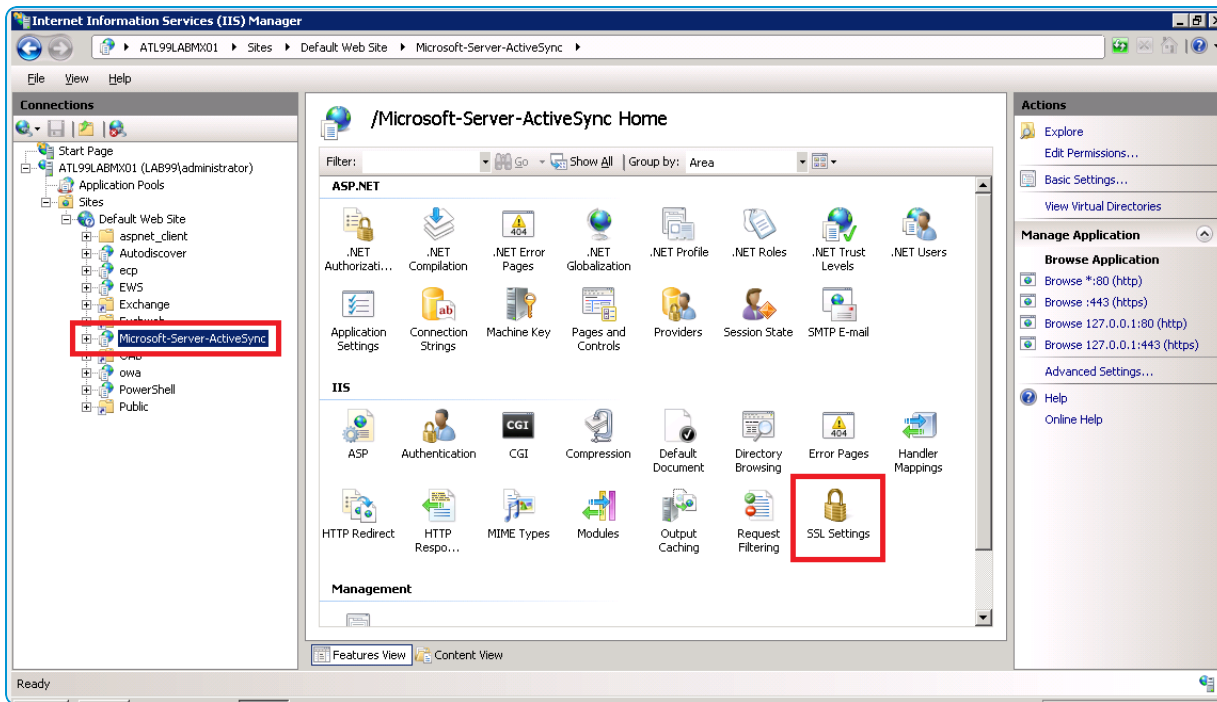 Internet Information Services (IIS) Manager
ATL99LABMX01 Sites Default Web Site Microsoft-Server-ActiveSync
File View Help
Connections
Start Page
ATL99LABMX01 (LAB99\administrator)
Application Pools
Sites
Default Web Site
aspnet_client
Autodiscover
ecp
EWS
Exchange
Microsoft-Server-ActiveSync
OAB
owa
PowerShell
Public
/Microsoft-Server-ActiveSync Home
Filter: Go Show All Group by: Area
ASP.NET
.NET Authorizati...
.NET Compilation
.NET Error Pages
.NET Globalization
.NET Profile
.NET Roles
.NET Trust Levels
.NET Users
Application Settings
Connection Strings
Machine Key
Pages and Controls
Providers
Session State
SMTP E-mail
IIS
ASP
Authentication
CGI
CGI
Compression
Default Document
Directory Browsing
404
Error Pages
Handler Mappings
HTTP Redirect
HTTP Respo...
MIME Types
Modules
Output Caching
Request Filtering
SSL Settings
Management
Features View Content View
Actions
Explore
Edit Permissions...
Basic Settings...
View Virtual Directories
Manage Application
Browse Application
Browse *:80 (http)
Browse :443 (https)
Browse 127.0.0.1:80 (http)
Browse 127.0.0.1:443 (https)
Advanced Settings...
Help
Online Help
Ready